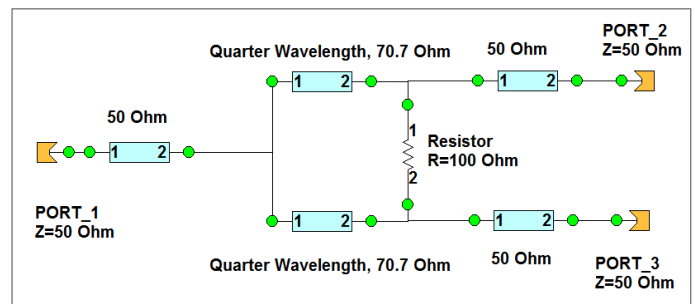 PORT_2
Z=50 Ohm
Quarter Wavelength, 70.7 Ohm
50 Ohm
1 2
1 2
50 Ohm
1 2
1
Resistor
R=100 Ohm
2
PORT_1
Z=50 Ohm
1 2
1 2
Quarter Wavelength, 70.7 Ohm
50 Ohm
PORT_3
Z=50 Ohm